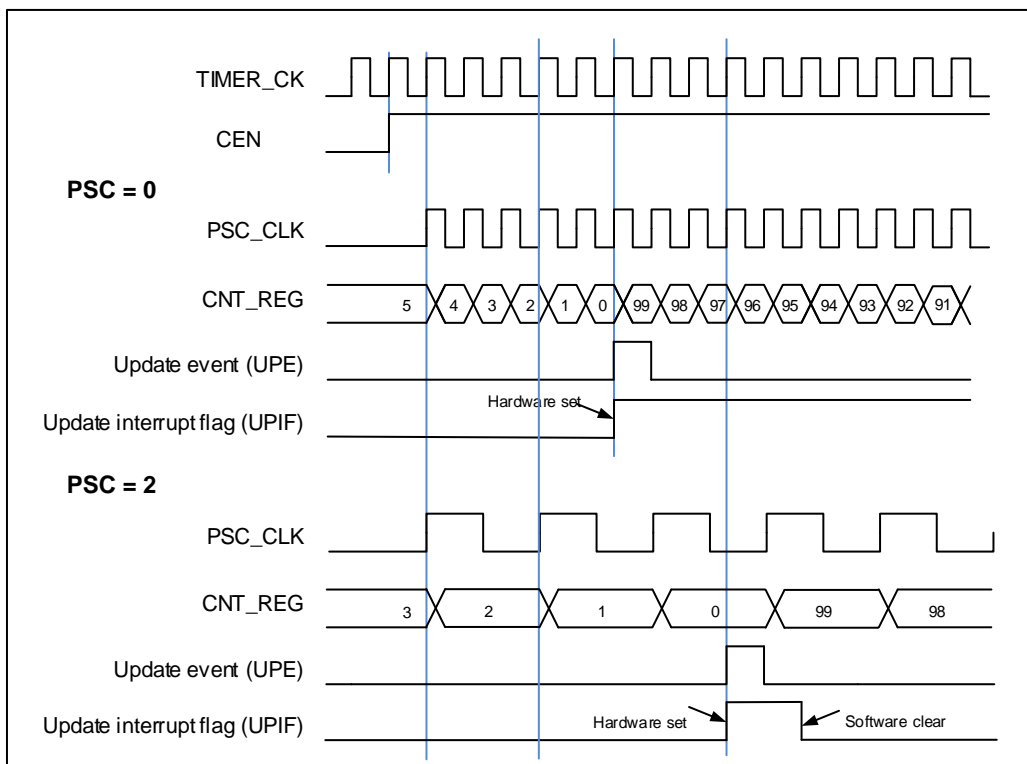 TIMER_CK
CEN
PSC = 0
PSC_CLK
CNT_REG 5 4 3 2 1 0 99 98 97 96 95 94 93 92 91
Update event (UPE)
Hardware set
Update interrupt flag (UPIF)
PSC = 2
PSC_CLK
CNT_REG 3 2 1 0 99 98
Update event (UPE)
Update interrupt flag (UPIF) Hardware set Software clear